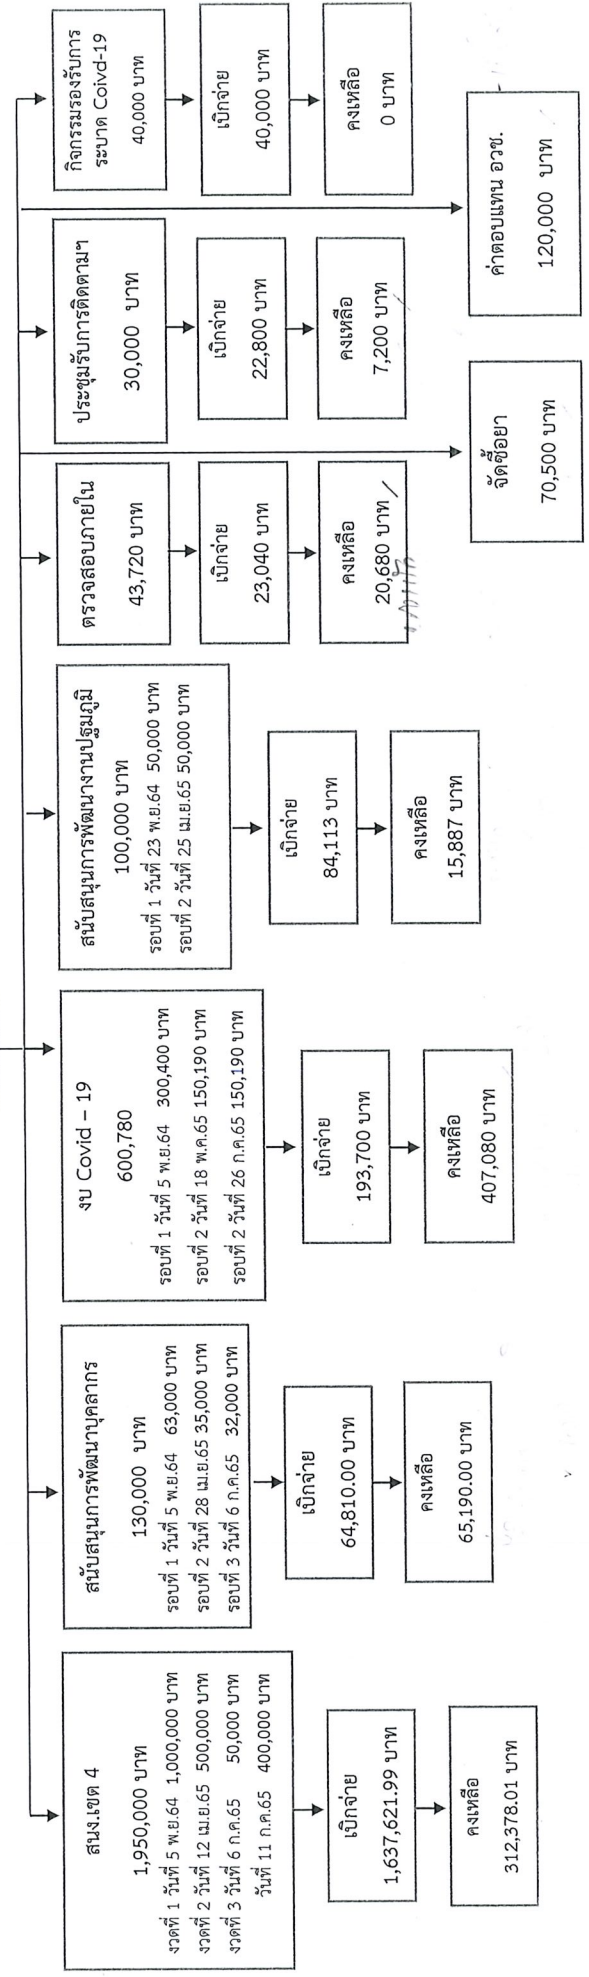 สนง.เขต 4
1,950,000 บาท
งวดที่ 1 วันที่ 5 พ.ย.64 1,000,000 บาท
งวดที่ 2 วันที่ 12 เม.ย.65 500,000 บาท
งวดที่ 3 วันที่ 6 ก.ค.65 50,000 บาท
วันที่ 11 ก.ค.65 400,000 บาท
เบิกจ่าย
1,637,621.99 บาท
คงเหลือ
312,378.01 บาท
สนับสนุนการพัฒนาบุคลากร
130,000 บาท
รอบที่ 1 วันที่ 5 พ.ย.64 63,000 บาท
รอบที่ 2 วันที่ 28 เม.ย.65 35,000 บาท
รอบที่ 3 วันที่ 6 ก.ค.65 32,000 บาท
เบิกจ่าย
64,810.00 บาท
คงเหลือ
65,190.00 บาท
งบ Covid – 19
600,780
รอบที่ 1 วันที่ 5 พ.ย.64 300,400 บาท
รอบที่ 2 วันที่ 18 พ.ค.65 150,190 บาท
รอบที่ 2 วันที่ 26 ก.ค.65 150,190 บาท
เบิกจ่าย
193,700 บาท
คงเหลือ
407,080 บาท
สนับสนุนการพัฒนางานปฐมภูมิ
100,000 บาท
รอบที่ 1 วันที่ 23 พ.ย.64 50,000 บาท
รอบที่ 2 วันที่ 25 เม.ย.65 50,000 บาท
เบิกจ่าย
84,113 บาท
คงเหลือ
15,887 บาท
ตรวจสอบภายใน
43,720 บาท
เบิกจ่าย
23,040 บาท
คงเหลือ
20,680 บาท
ประชุมรับการติดตามฯ
30,000 บาท
เบิกจ่าย
22,800 บาท
คงเหลือ
7,200 บาท
กิจกรรมรองรับการ
ระบาด Coivd-19
40,000 บาท
เบิกจ่าย
40,000 บาท
คงเหลือ
0 บาท
จัดซื้อยา
70,500 บาท
ค่าตอบแทน อวช.
120,000 บาท